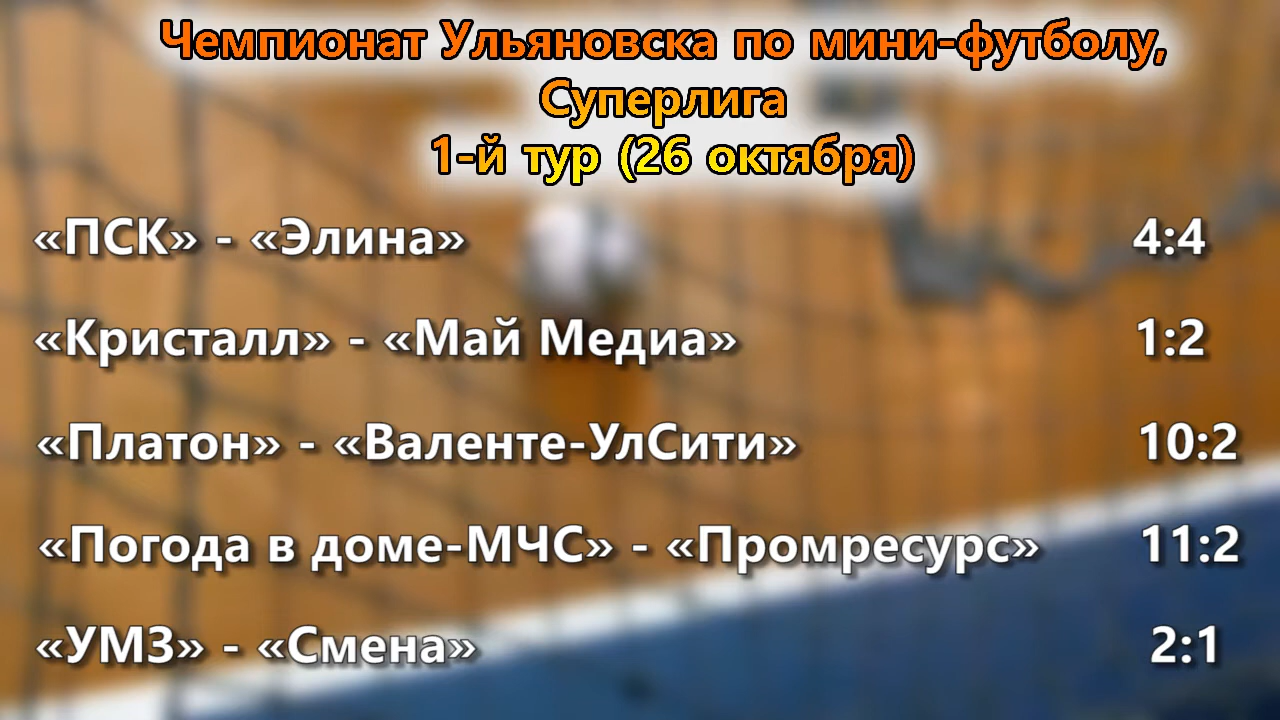 Чемпионат Ульяновска по мини-футболу,
Суперлига
1-й тур (26 октября)
«ПСК» - «Элина» 4:4
«Кристалл» - «Май Медиа» 1:2
«Платон» - «Валенте-УлСити» 10:2
«Погода в доме-МЧС» - «Промресурс» 11:2
«УМЗ» - «Смена» 2:1